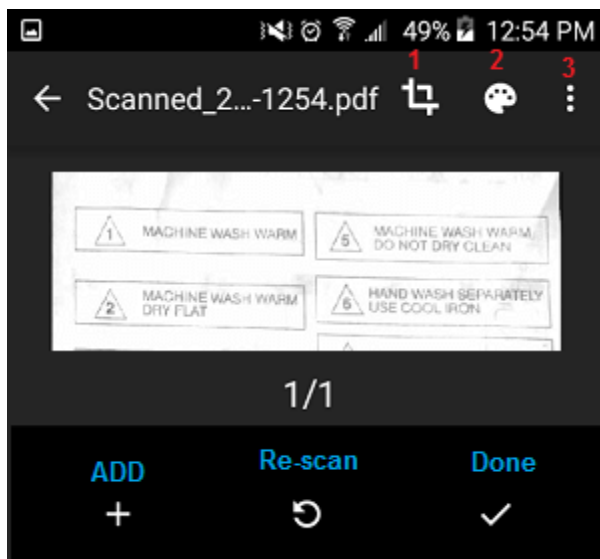 49% 12:54 PM
1 2 3
Scanned_2...-1254.pdf
1 MACHINE WASH WARM
5 MACHINE WASH WARM,
DO NOT DRY CLEAN
2 MACHINE WASH WARM
DRY FLAT
6 HAND WASH SEPARATELY
USE COOL IRON
1/1
ADD Re-scan Done